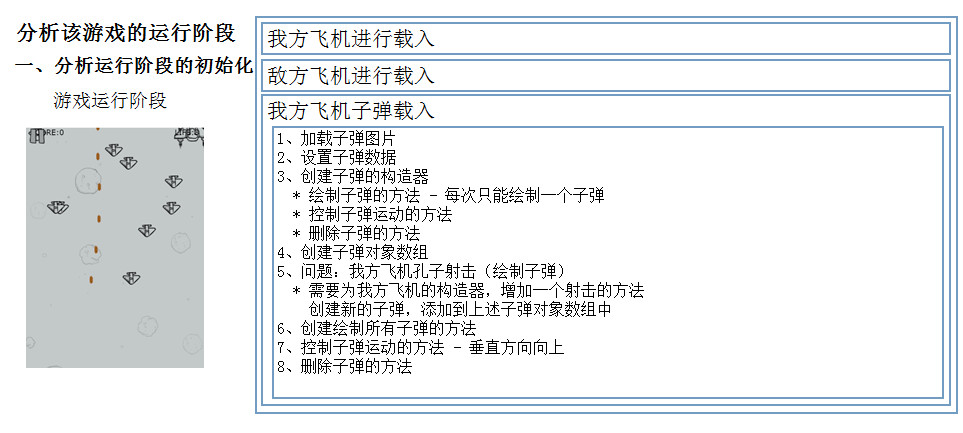 分析该游戏的运行阶段
一、分析运行阶段的初始化
游戏运行阶段
我方飞机进行载入
敌方飞机进行载入
我方飞机子弹载入
1、加载子弹图片
2、设置子弹数据
3、创建子弹的构造器
* 绘制子弹的方法 - 每次只能绘制一个子弹
* 控制子弹运动的方法
* 删除子弹的方法
4、创建子弹对象数组
5、问题：我方飞机孔子射击（绘制子弹）
* 需要为我方飞机的构造器，增加一个射击的方法
创建新的子弹，添加到上述子弹对象数组中
6、创建绘制所有子弹的方法
7、控制子弹运动的方法 - 垂直方向向上
8、删除子弹的方法